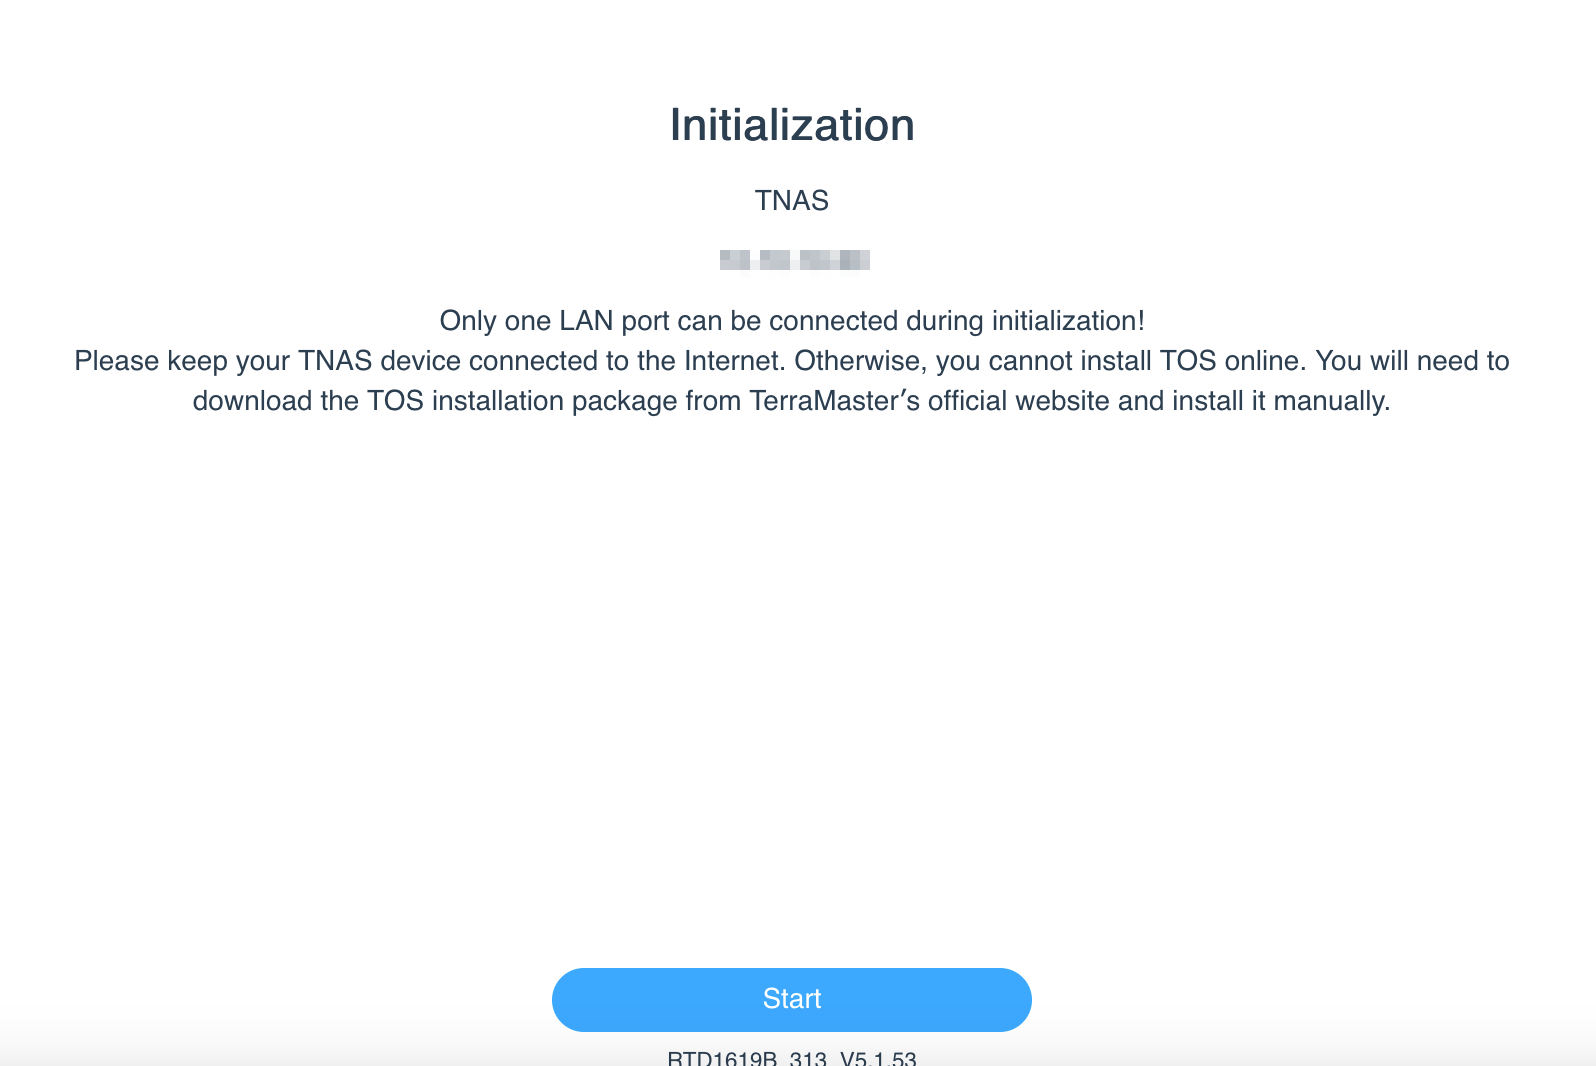 Initialization
TNAS
Only one LAN port can be connected during initialization!
Please keep your TNAS device connected to the Internet. Otherwise, you cannot install TOS online. You will need to
download the TOS installation package from TerraMaster′s official website and install it manually.
Start
RTD1619B_313_V5.1.53